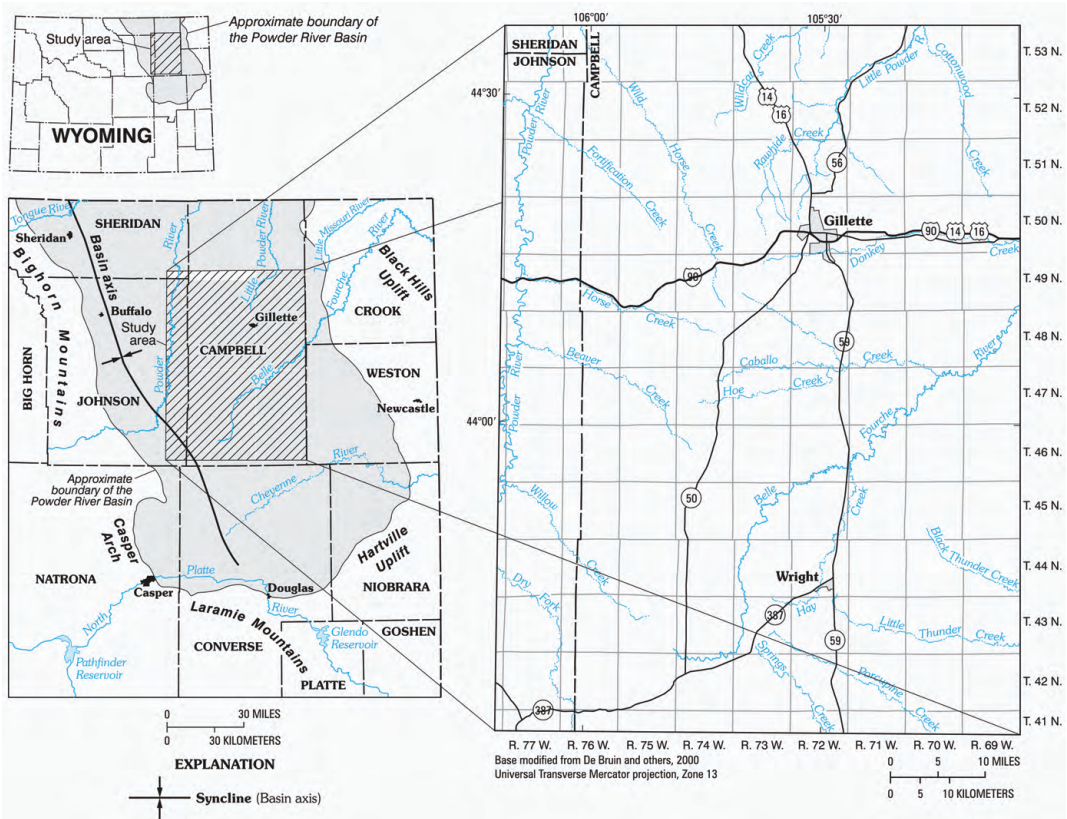 Approximate boundary of
the Powder River Basin
Study area
WYOMING
Tongue River
SHERIDAN
Sheridan
Basin axis
River
Powder River
Little
Little Missouri River
River
Fourche
Black Hills
Uplift
Bighorn
Mountains
Buffalo
Study
area
Gillette
CROOK
CAMPBELL
Belle
WESTON
BIG HORN
JOHNSON
Powder
Newcastle
Approximate
boundary of the
Powder River Basin
River
Cheyenne
Casper
Arch
Hartville
Uplift
NATRONA
Platte
Casper
Douglas
NIOBRARA
River
North
Laramie Mountains
GOSHEN
CONVERSE
Glendo
Reservoir
Pathfinder
Reservoir
PLATTE
0 30 MILES
0 30 KILOMETERS
EXPLANATION
Syncline (Basin axis)
106°00'
105°30'
SHERIDAN
JOHNSON
CAMPBELL
44°30'
44°00'
Powder River
Wild
Horse
Creek
Fortification
Creek
Wildcat Creek
14
16
Rawhide Creek
Little Powder R.
Cottonwood
Creek
56
Gillette
90 14 16
Donkey
Creek
90
Horse
Creek
59
Beaver
Creek
Caballo Creek
Hoe Creek
River
Powder River
Fourche
Belle
50
59
Creek
Willow
Creek
Black Thunder Creek
Dry
Fork
Wright
387
Hay
Little
Thunder Creek
59
Springs
Creek
Porcupine
Creek
387
T. 53 N.
T. 52 N.
T. 51 N.
T. 50 N.
T. 49 N.
T. 48 N.
T. 47 N.
T. 46 N.
T. 45 N.
T. 44 N.
T. 43 N.
T. 42 N.
T. 41 N.
R. 77 W. R. 76 W. R. 75 W. R. 74 W. R. 73 W. R. 72 W. R. 71 W. R. 70 W. R. 69 W.
Base modified from De Bruin and others, 2000
Universal Transverse Mercator projection, Zone 13
0 5 10 MILES
0 5 10 KILOMETERS